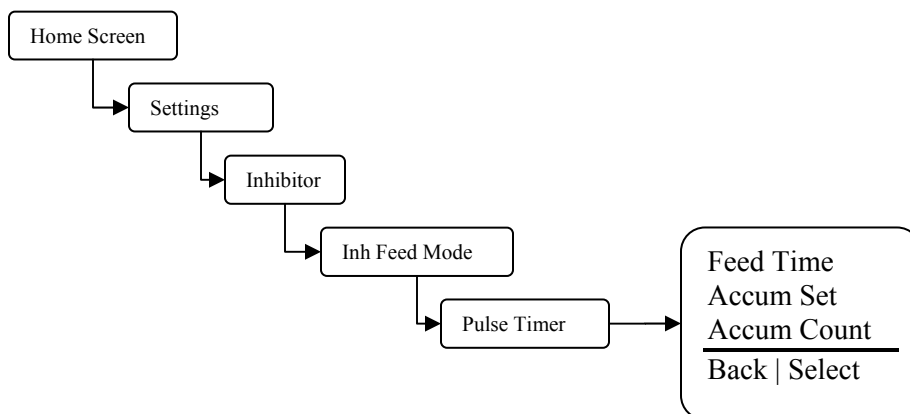 Home Screen
Settings
Inhibitor
Inh Feed Mode
Pulse Timer
Feed Time
Accum Set
Accum Count
Back | Select